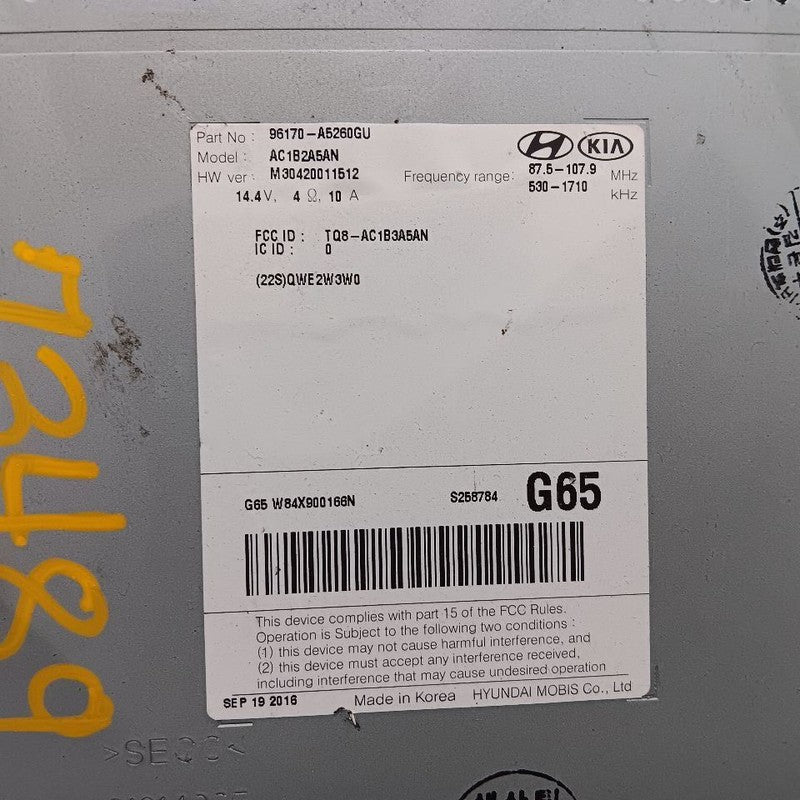 Part No : 96170-A5260GU
KIA
Model : AC1B2A5AN
HW ver : M30420011512
Frequency range: 87.5-107.9 MHz
530-1710 kHz
14.4V, 4 Ω, 10 A
FCC ID : TQ8-AC1B3A5AN
IC ID : 0
(22S)QWE2W3W0
73489
G65 W84X900166N S258784 G65
This device complies with part 15 of the FCC Rules.
Operation is Subject to the following two conditions :
(1) this device may not cause harmful interference, and
(2) this device must accept any interference received,
including interference that may cause undesired operation
SEP 19 2016 Made in Korea HYUNDAI MOBIS Co., Ltd
>SECC<